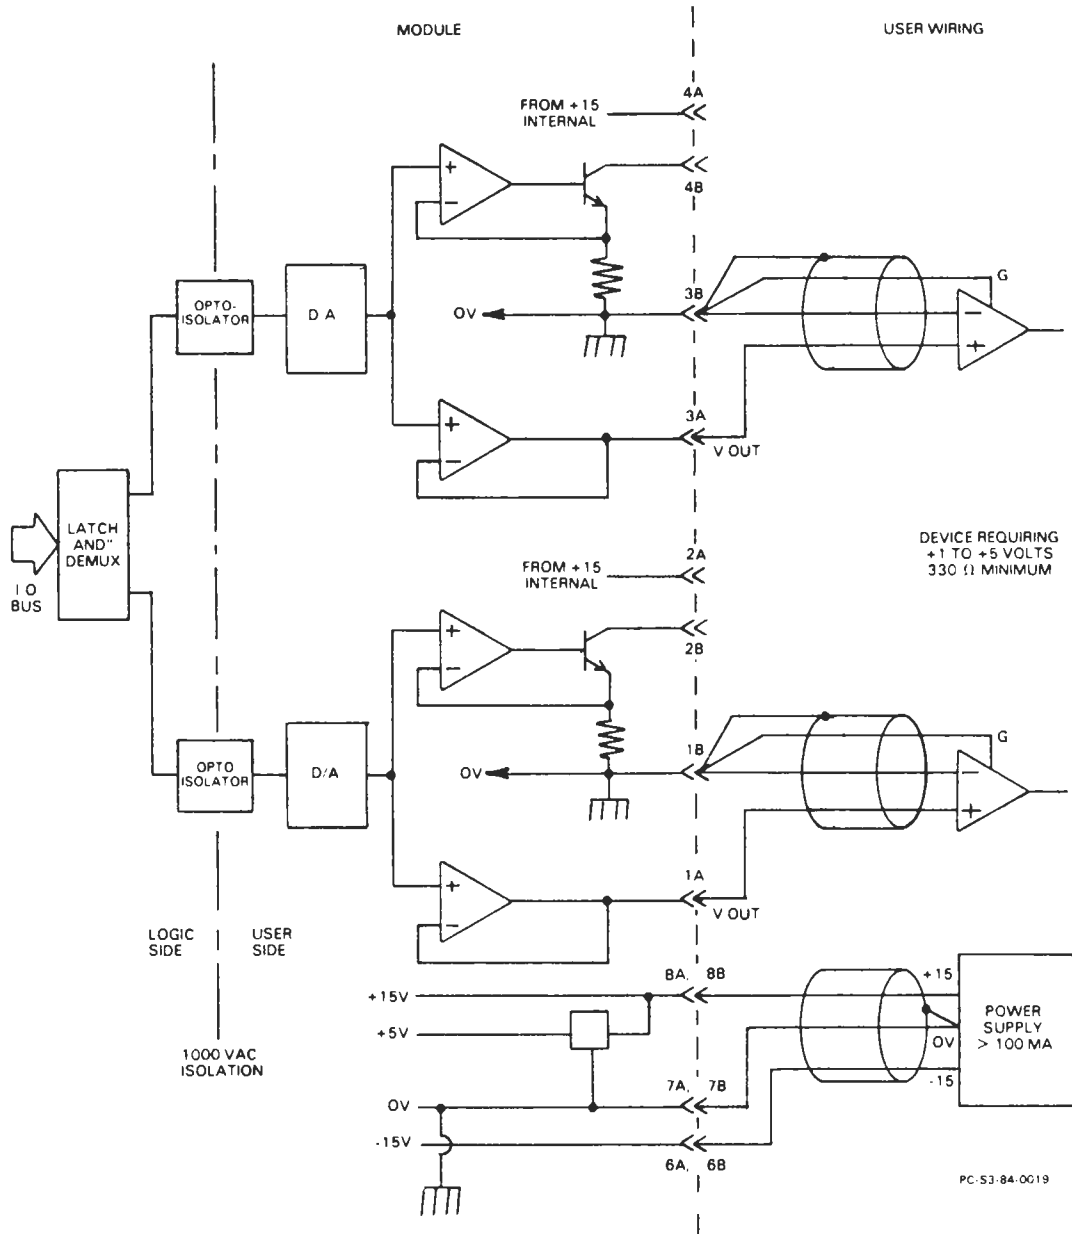 MODULE
USER WIRING
4A
FROM +15
INTERNAL
4B
+
−
3B
G
OPTO-
ISOLATOR
D A
OV
−
+
3A
V OUT
+
−
LATCH
AND"
DEMUX
I O
BUS
2A
FROM +15
INTERNAL
DEVICE REQUIRING
+1 TO +5 VOLTS
330 Ω MINIMUM
+
−
2B
1B
G
OPTO
ISOLATOR
D/A
OV
−
+
1A
V OUT
+
−
LOGIC
SIDE
USER
SIDE
8A, 8B
+15
+15V
+5V
POWER
SUPPLY
> 100 MA
OV
-15
1000 VAC
ISOLATION
7A, 7B
OV
-15V
6A, 6B
PC-S3-84-0019